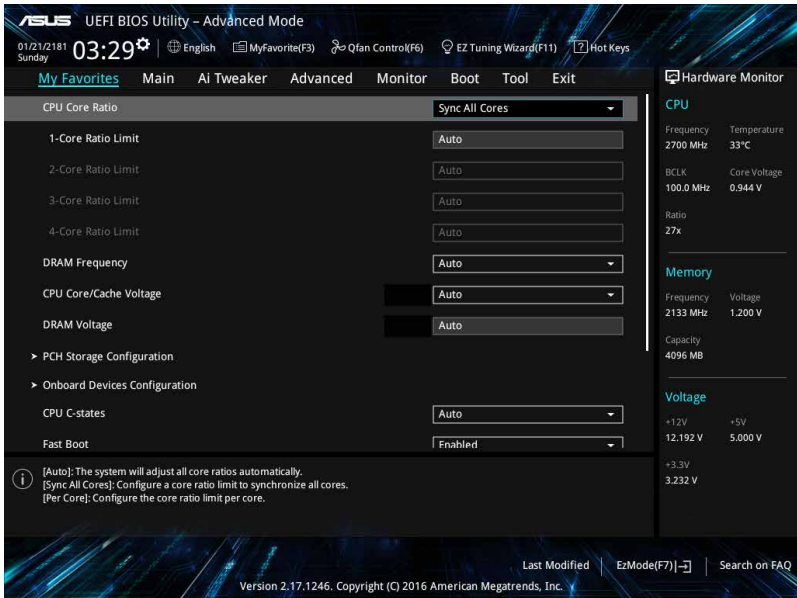 ASUS UEFI BIOS Utility – Advanced Mode
01/21/2181
Sunday
03:29
English
MyFavorite(F3)
Qfan Control(F6)
EZ Tuning Wizard(F11)
? Hot Keys
My Favorites Main Ai Tweaker Advanced Monitor Boot Tool Exit
CPU Core Ratio Sync All Cores
1-Core Ratio Limit Auto
2-Core Ratio Limit Auto
3-Core Ratio Limit Auto
4-Core Ratio Limit Auto
DRAM Frequency Auto
CPU Core/Cache Voltage Auto
DRAM Voltage Auto
> PCH Storage Configuration
> Onboard Devices Configuration
CPU C-states Auto
Fast Boot Enabled
i
[Auto]: The system will adjust all core ratios automatically.
[Sync All Cores]: Configure a core ratio limit to synchronize all cores.
[Per Core]: Configure the core ratio limit per core.
Hardware Monitor
CPU
Frequency Temperature
2700 MHz 33°C
BCLK Core Voltage
100.0 MHz 0.944 V
Ratio
27x
Memory
Frequency Voltage
2133 MHz 1.200 V
Capacity
4096 MB
Voltage
+12V +5V
12.192 V 5.000 V
+3.3V
3.232 V
Last Modified EzMode(F7) Search on FAQ
Version 2.17.1246. Copyright (C) 2016 American Megatrends, Inc.